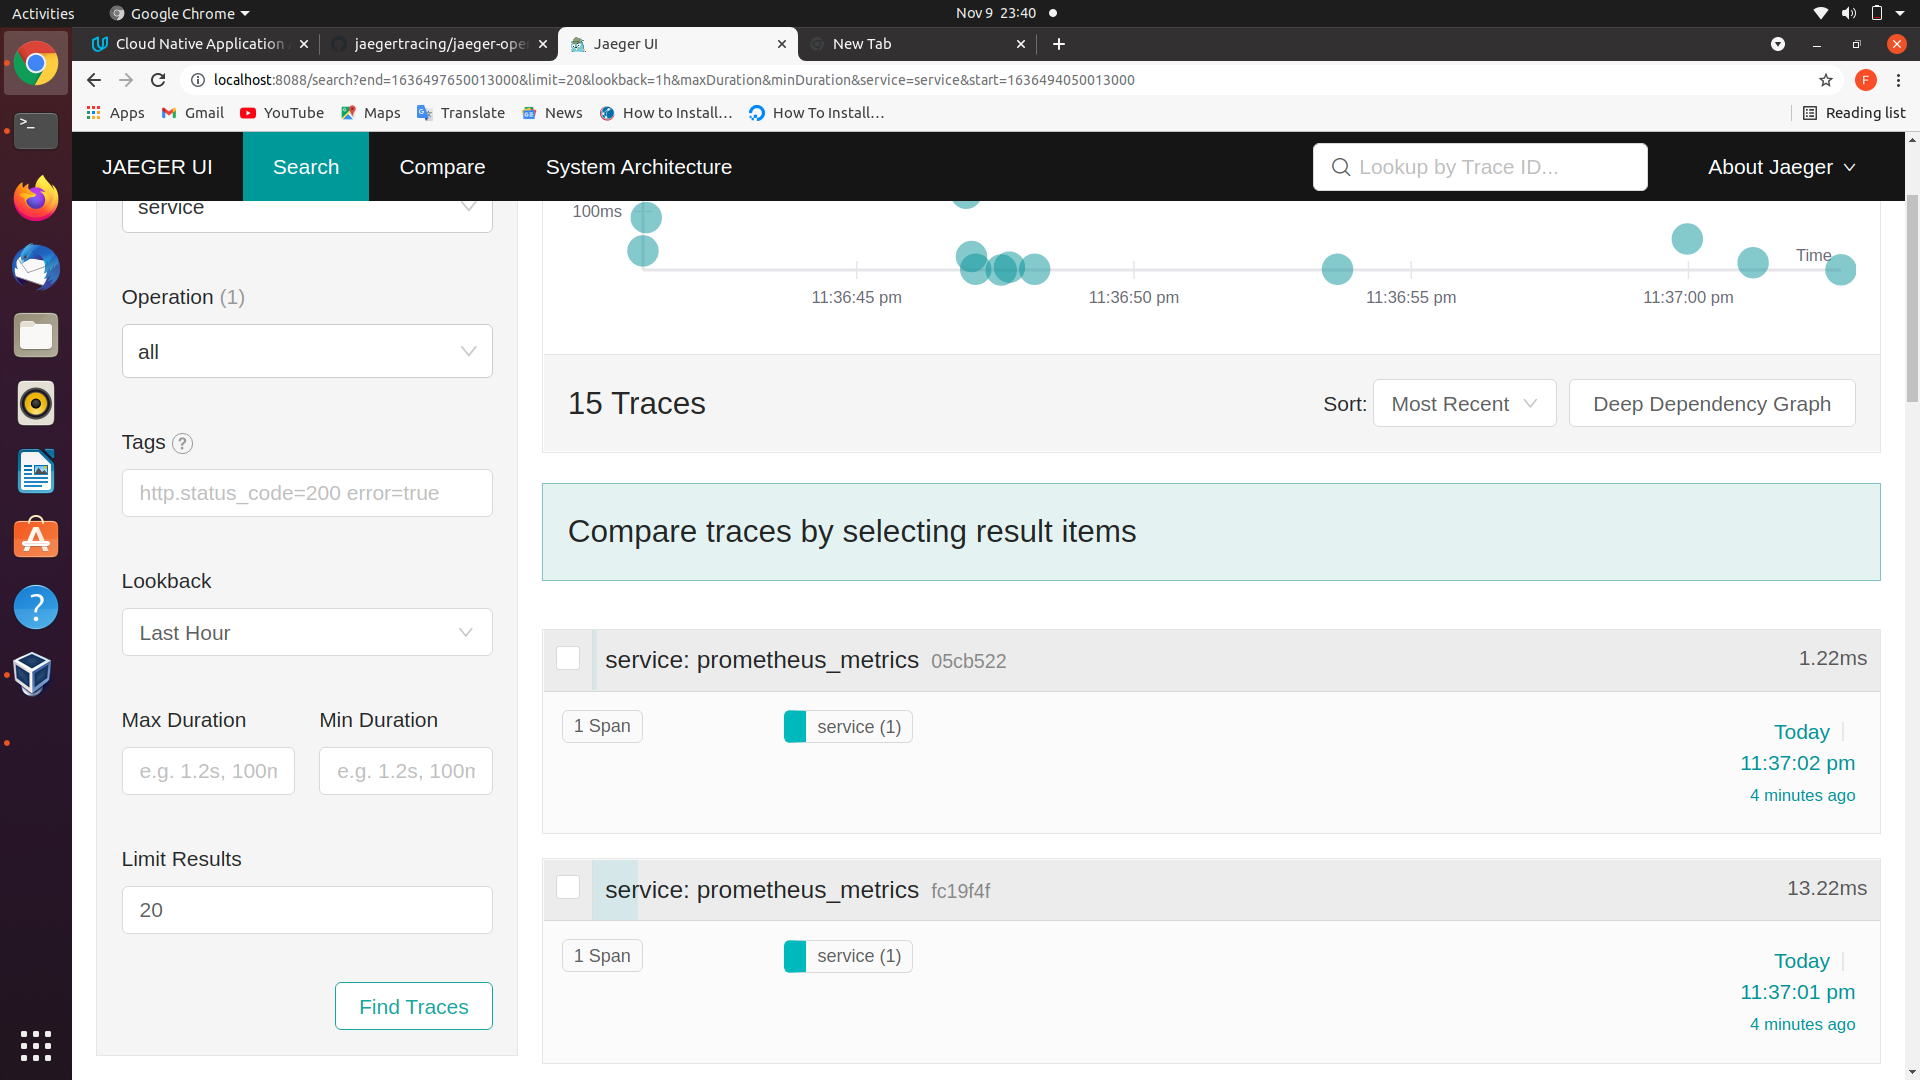 Activities
Google Chrome
Nov 9 23:40
Cloud Native Application
jaegertracing/jaeger-ope
Jaeger UI
New Tab
localhost:8088/search?end=1636497650013000&limit=20&lookback=1h&maxDuration&minDuration&service=service&start=1636494050013000
F
Apps
Gmail
YouTube
Maps
Translate
News
How to Install…
How To Install…
Reading list
JAEGER UI
Search
Compare
System Architecture
Lookup by Trace ID...
About Jaeger
service
Operation (1)
all
Tags ?
http.status_code=200 error=true
Lookback
Last Hour
Max Duration
Min Duration
e.g. 1.2s, 100m
e.g. 1.2s, 100m
Limit Results
20
Find Traces
100ms
Time
11:36:45 pm
11:36:50 pm
11:36:55 pm
11:37:00 pm
15 Traces
Sort:
Most Recent
Deep Dependency Graph
Compare traces by selecting result items
service: prometheus_metrics 05cb522
1.22ms
1 Span
service (1)
Today
11:37:02 pm
4 minutes ago
service: prometheus_metrics fc19f4f
13.22ms
1 Span
service (1)
Today
11:37:01 pm
4 minutes ago